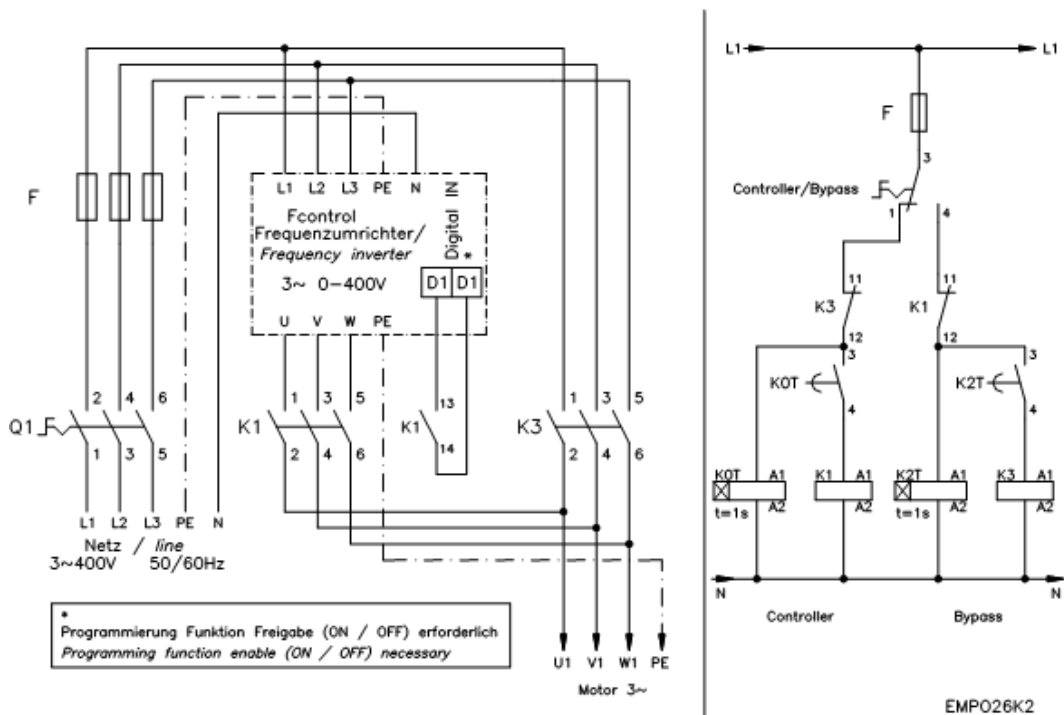 F
L1 L2 L3 PE N
Digital IN
*
Fcontrol
Frequenzumrichter/
Frequency inverter
3~ 0-400V
D1 D1
U V W PE
2 4 6
Q1
1 3 5
1 3 5
K1
2 4 6
13
K1
14
1 3 5
K3
2 4 6
L1 L2 L3 PE N
Netz / line
3~400V 50/60Hz
*
Programmierung Funktion Freigabe (ON / OFF) erforderlich
Programming function enable (ON / OFF) necessary
U1 V1 W1 PE
Motor 3~
L1 L1
F
3
Controller/Bypass
1 4
11 11
K3 K1
12 12
3 3
K0T K2T
4 4
K0T A1 K1 A1 K2T A1 K3 A1
A2 A2 A2 A2
t=1s t=1s
N N
Controller Bypass
EMPO26K2